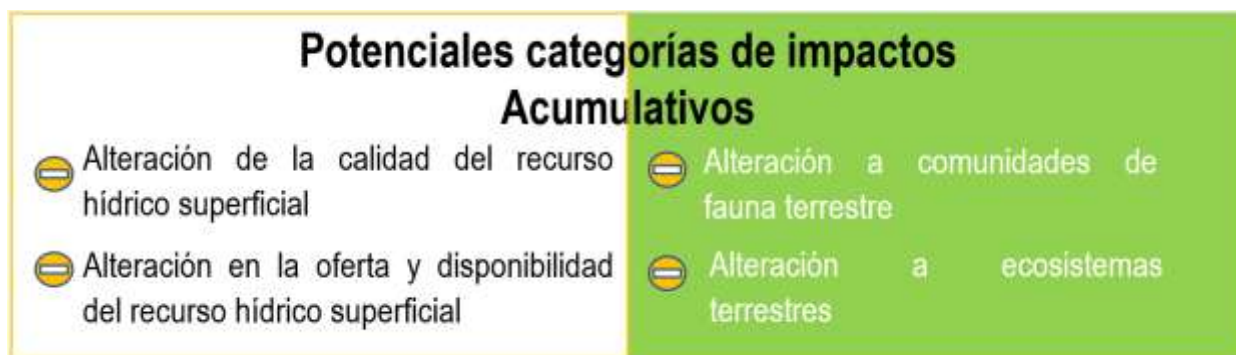 Potenciales categorías de impactos
Acumulativos
Alteración de la calidad del recurso
hídrico superficial
Alteración en la oferta y disponibilidad
del recurso hídrico superficial
Alteración a comunidades de
fauna terrestre
Alteración a ecosistemas
terrestres